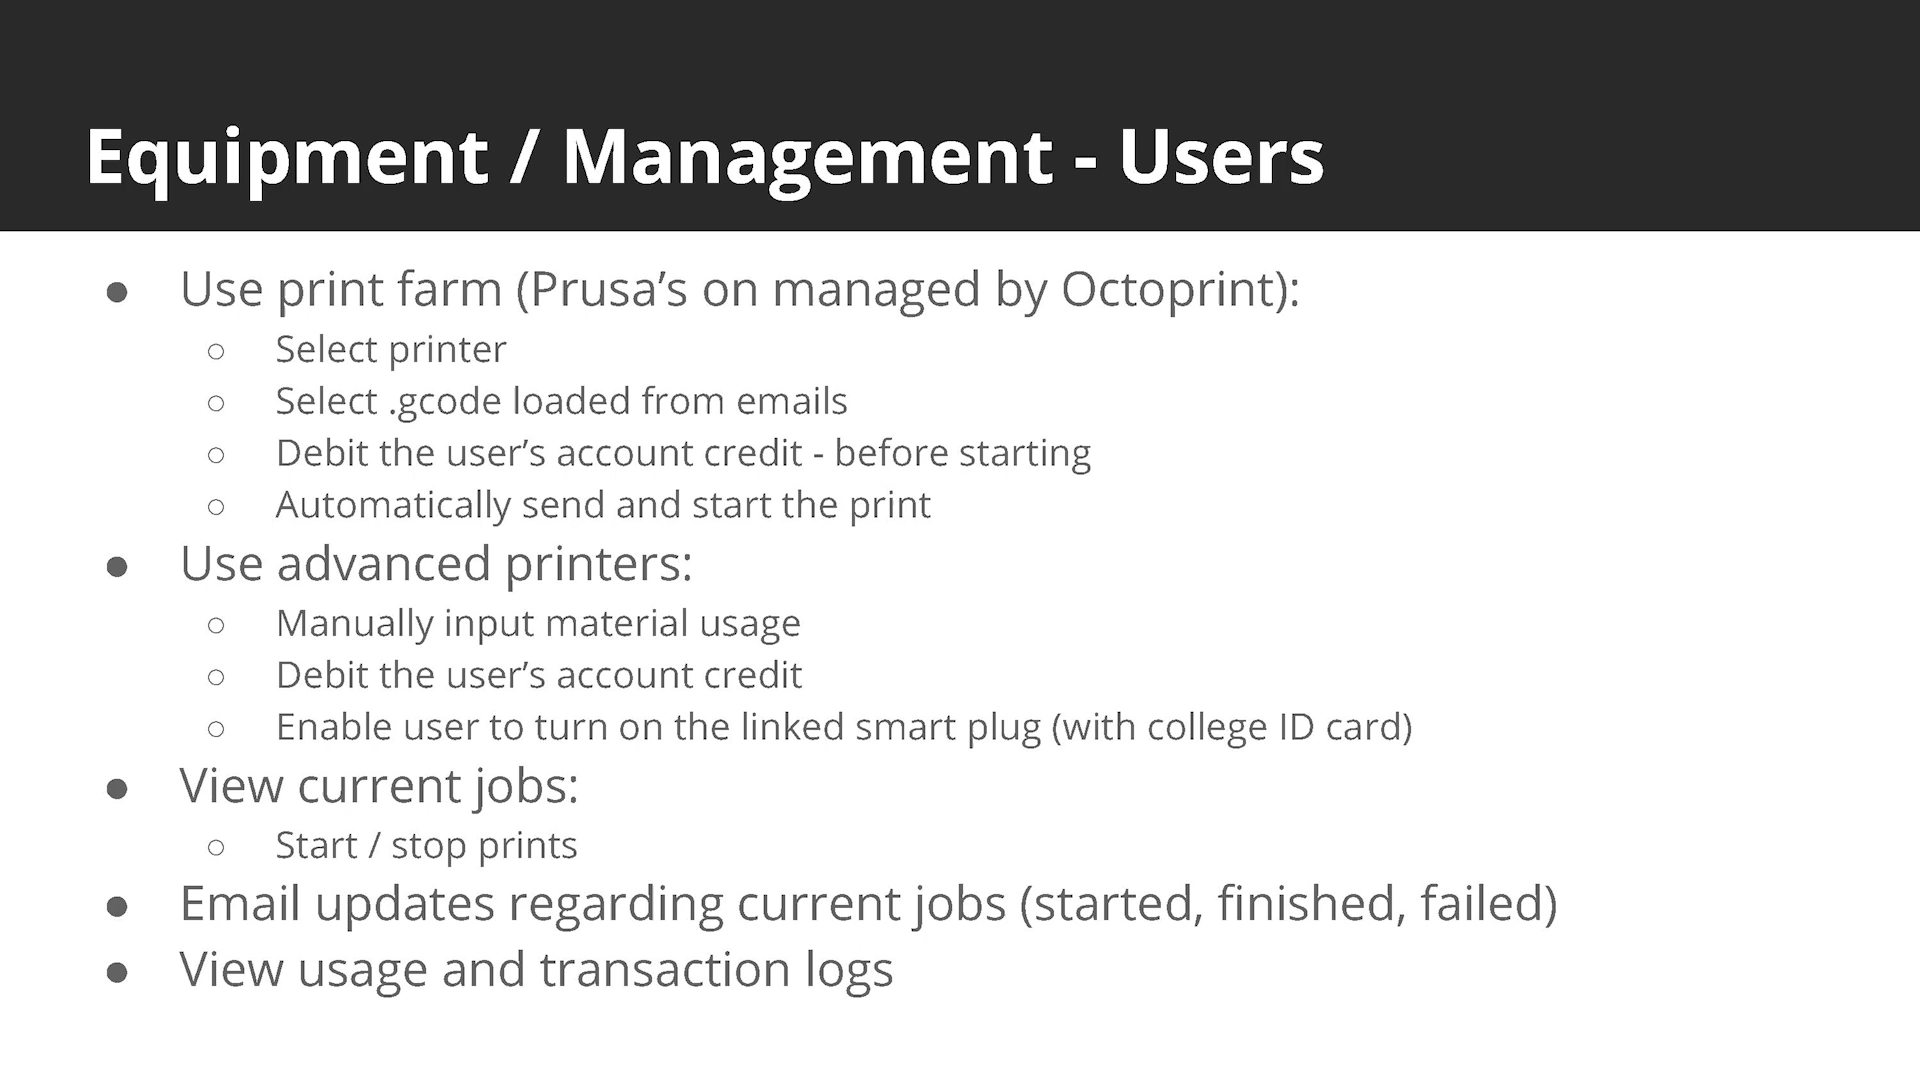 Equipment / Management - Users
● Use print farm (Prusa’s on managed by Octoprint):
○ Select printer
○ Select .gcode loaded from emails
○ Debit the user’s account credit - before starting
○ Automatically send and start the print
● Use advanced printers:
○ Manually input material usage
○ Debit the user’s account credit
○ Enable user to turn on the linked smart plug (with college ID card)
● View current jobs:
○ Start / stop prints
● Email updates regarding current jobs (started, finished, failed)
● View usage and transaction logs